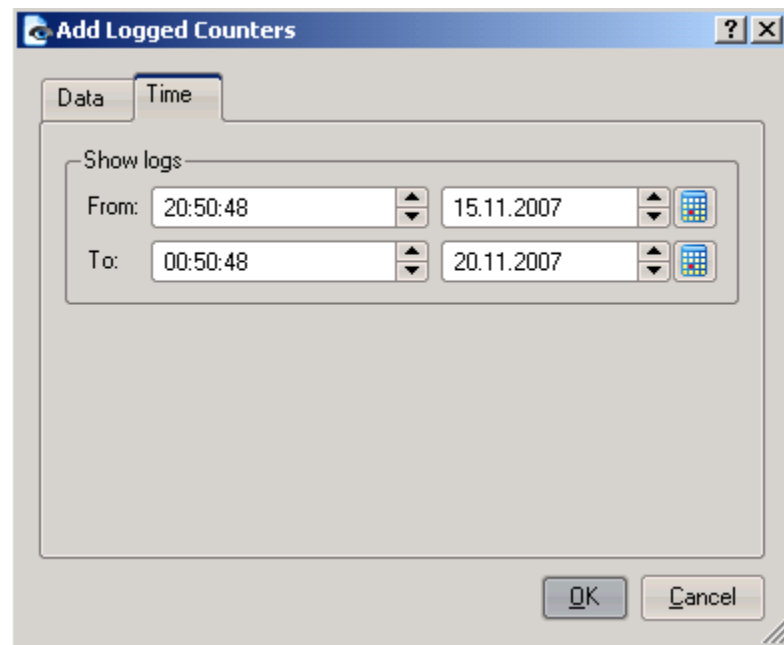 Add Logged Counters
Data Time
Show logs
From: 20:50:48 15.11.2007
To: 00:50:48 20.11.2007
OK Cancel